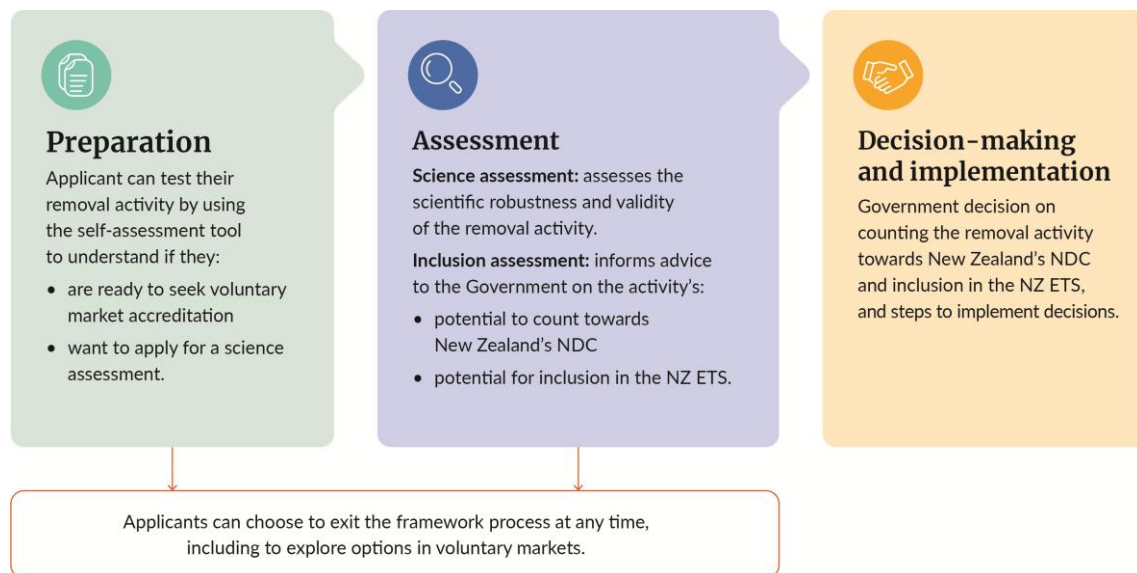 Preparation
Applicant can test their
removal activity by using
the self-assessment tool
to understand if they:
• are ready to seek voluntary
market accreditation
• want to apply for a science
assessment.
Assessment
Science assessment: assesses the
scientific robustness and validity
of the removal activity.
Inclusion assessment: informs advice
to the Government on the activity’s:
• potential to count towards
New Zealand’s NDC
• potential for inclusion in the NZ ETS.
Decision-making
and implementation
Government decision on
counting the removal activity
towards New Zealand’s NDC
and inclusion in the NZ ETS,
and steps to implement decisions.
Applicants can choose to exit the framework process at any time,
including to explore options in voluntary markets.